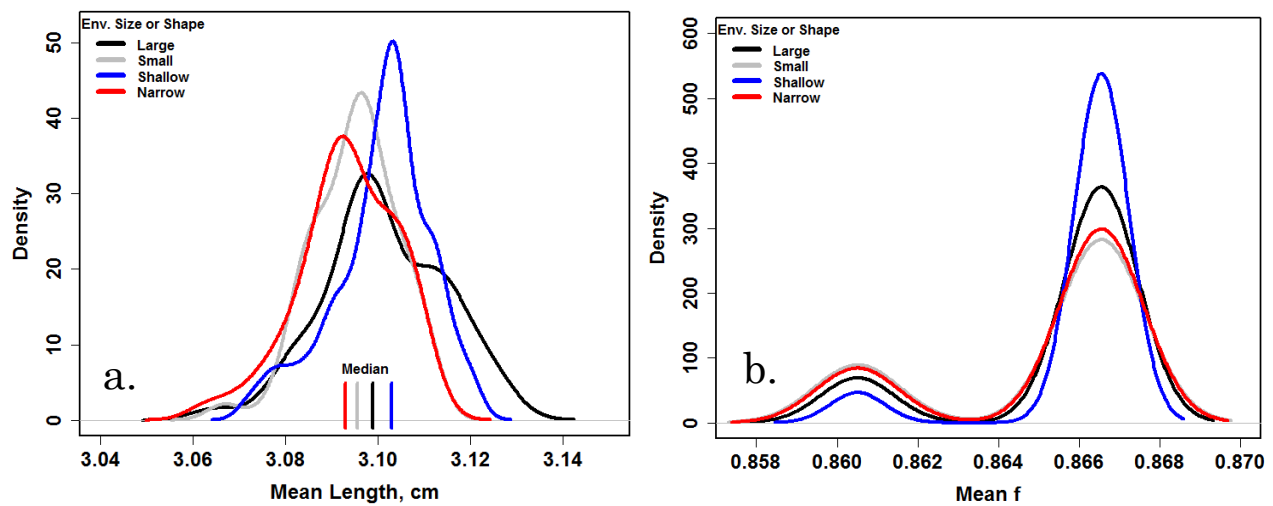 Env. Size or Shape
Large
Small
Shallow
Narrow
Density
50
40
30
20
10
0
a.
Median
3.04 3.06 3.08 3.10 3.12 3.14
Mean Length, cm
Env. Size or Shape
Large
Small
Shallow
Narrow
Density
600
500
400
300
200
100
0
b.
0.858 0.860 0.862 0.864 0.866 0.868 0.870
Mean f